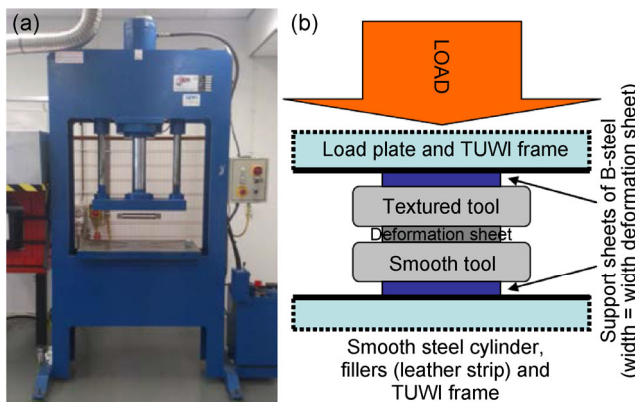 (a)
(b)
LOAD
Load plate and TUWI frame
Textured tool
Deformation sheet
Smooth tool
Smooth steel cylinder,
fillers (leather strip) and
TUWI frame
Support sheets of B-steel
(width = width deformation sheet)